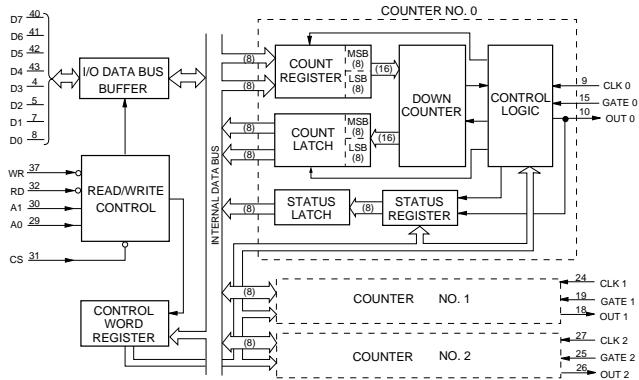 COUNTER NO. 0
D7 40
D6 41
D5 42
D4 43
D3 4
D2 5
D1 7
D0 8
I/O DATA BUS
BUFFER
WR 37
RD 32
A1 30
A0 29
CS 31
READ/WRITE
CONTROL
CONTROL
WORD
REGISTER
INTERNAL DATA BUS
(8)
(8)
COUNT
REGISTER
MSB
(8)
LSB
(8)
(16)
DOWN
COUNTER
CONTROL
LOGIC
9 CLK 0
15 GATE 0
10 OUT 0
(8)
(8)
COUNT
LATCH
MSB
(8)
LSB
(8)
(16)
(8)
STATUS
LATCH
(8)
STATUS
REGISTER
(8)
COUNTER NO. 1
24 CLK 1
19 GATE 1
18 OUT 1
(8)
COUNTER NO. 2
27 CLK 2
25 GATE 2
26 OUT 2